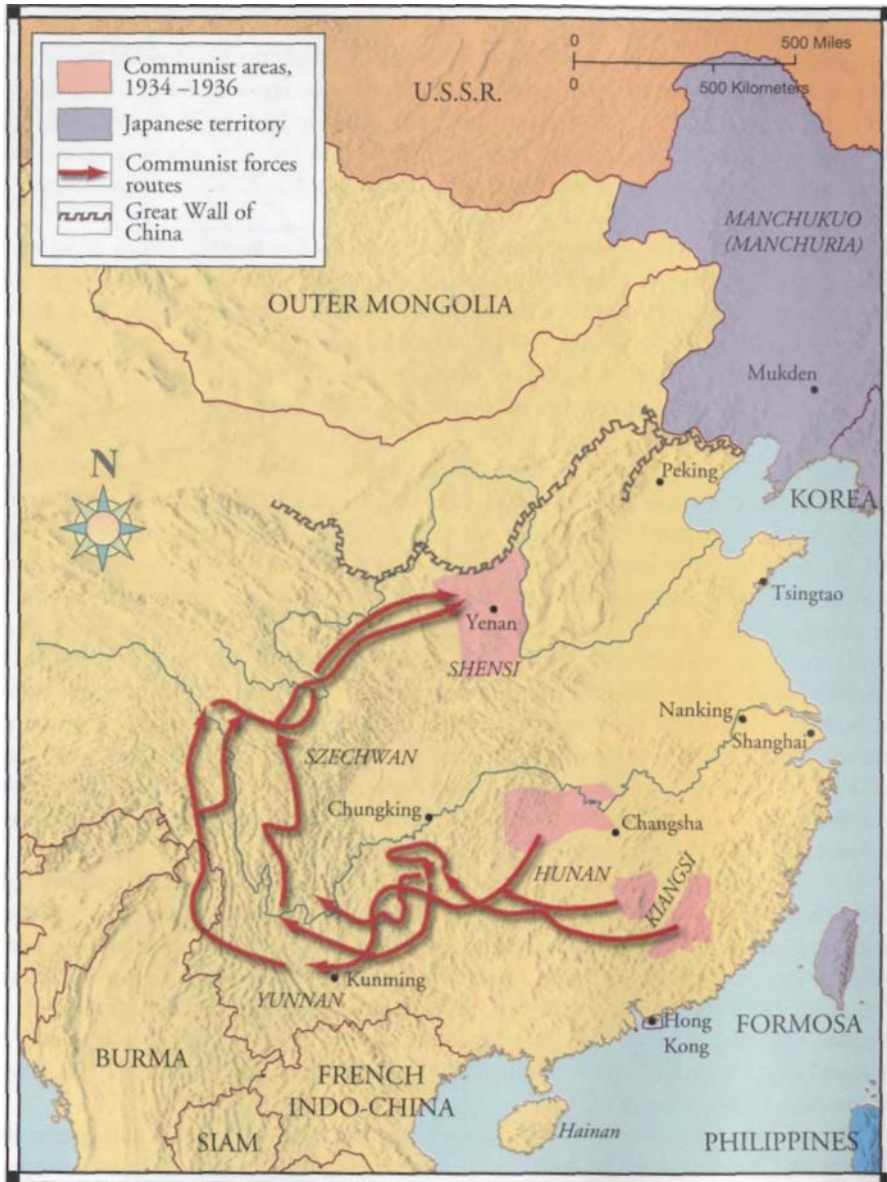 Communist areas,
1934 – 1936
Japanese territory
Communist forces
routes
Great Wall of
China
0 500 Miles
0 500 Kilometers
U.S.S.R.
MANCHUKUO
(MANCHURIA)
OUTER MONGOLIA
Mukden
N
Peking
KOREA
Tsingtao
Yenan
SHENSI
Nanking
Shanghai
SZECHWAN
Chungking
Changsha
HUNAN
KIANGSI
Kunming
YUNNAN
Hong
Kong
FORMOSA
BURMA
FRENCH
INDO-CHINA
SIAM
Hainan
PHILIPPINES